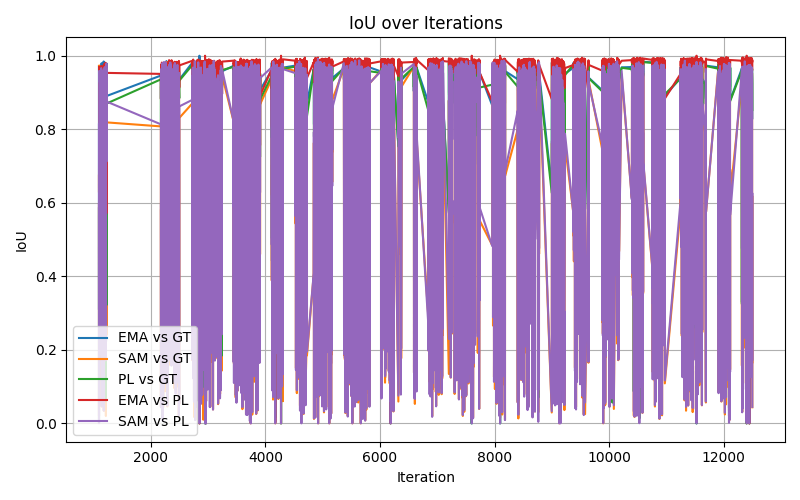 IoU over Iterations
1.0
0.8
0.6
0.4
0.2
0.0
IoU
EMA vs GT
SAM vs GT
PL vs GT
EMA vs PL
SAM vs PL
2000 4000 6000 8000 10000 12000
Iteration